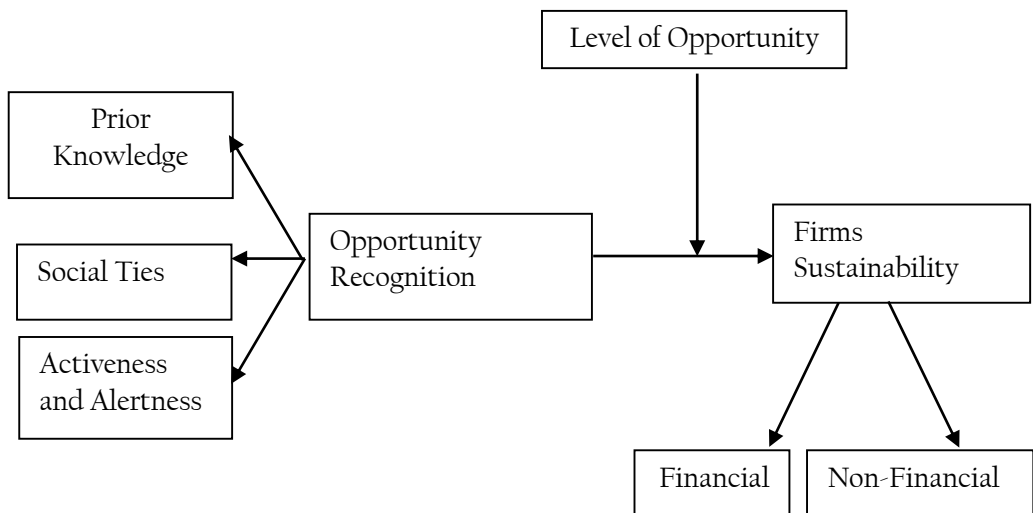 Level of Opportunity
Prior
Knowledge
Social Ties
Activeness
and Alertness
Opportunity
Recognition
Firms
Sustainability
Financial
Non-Financial